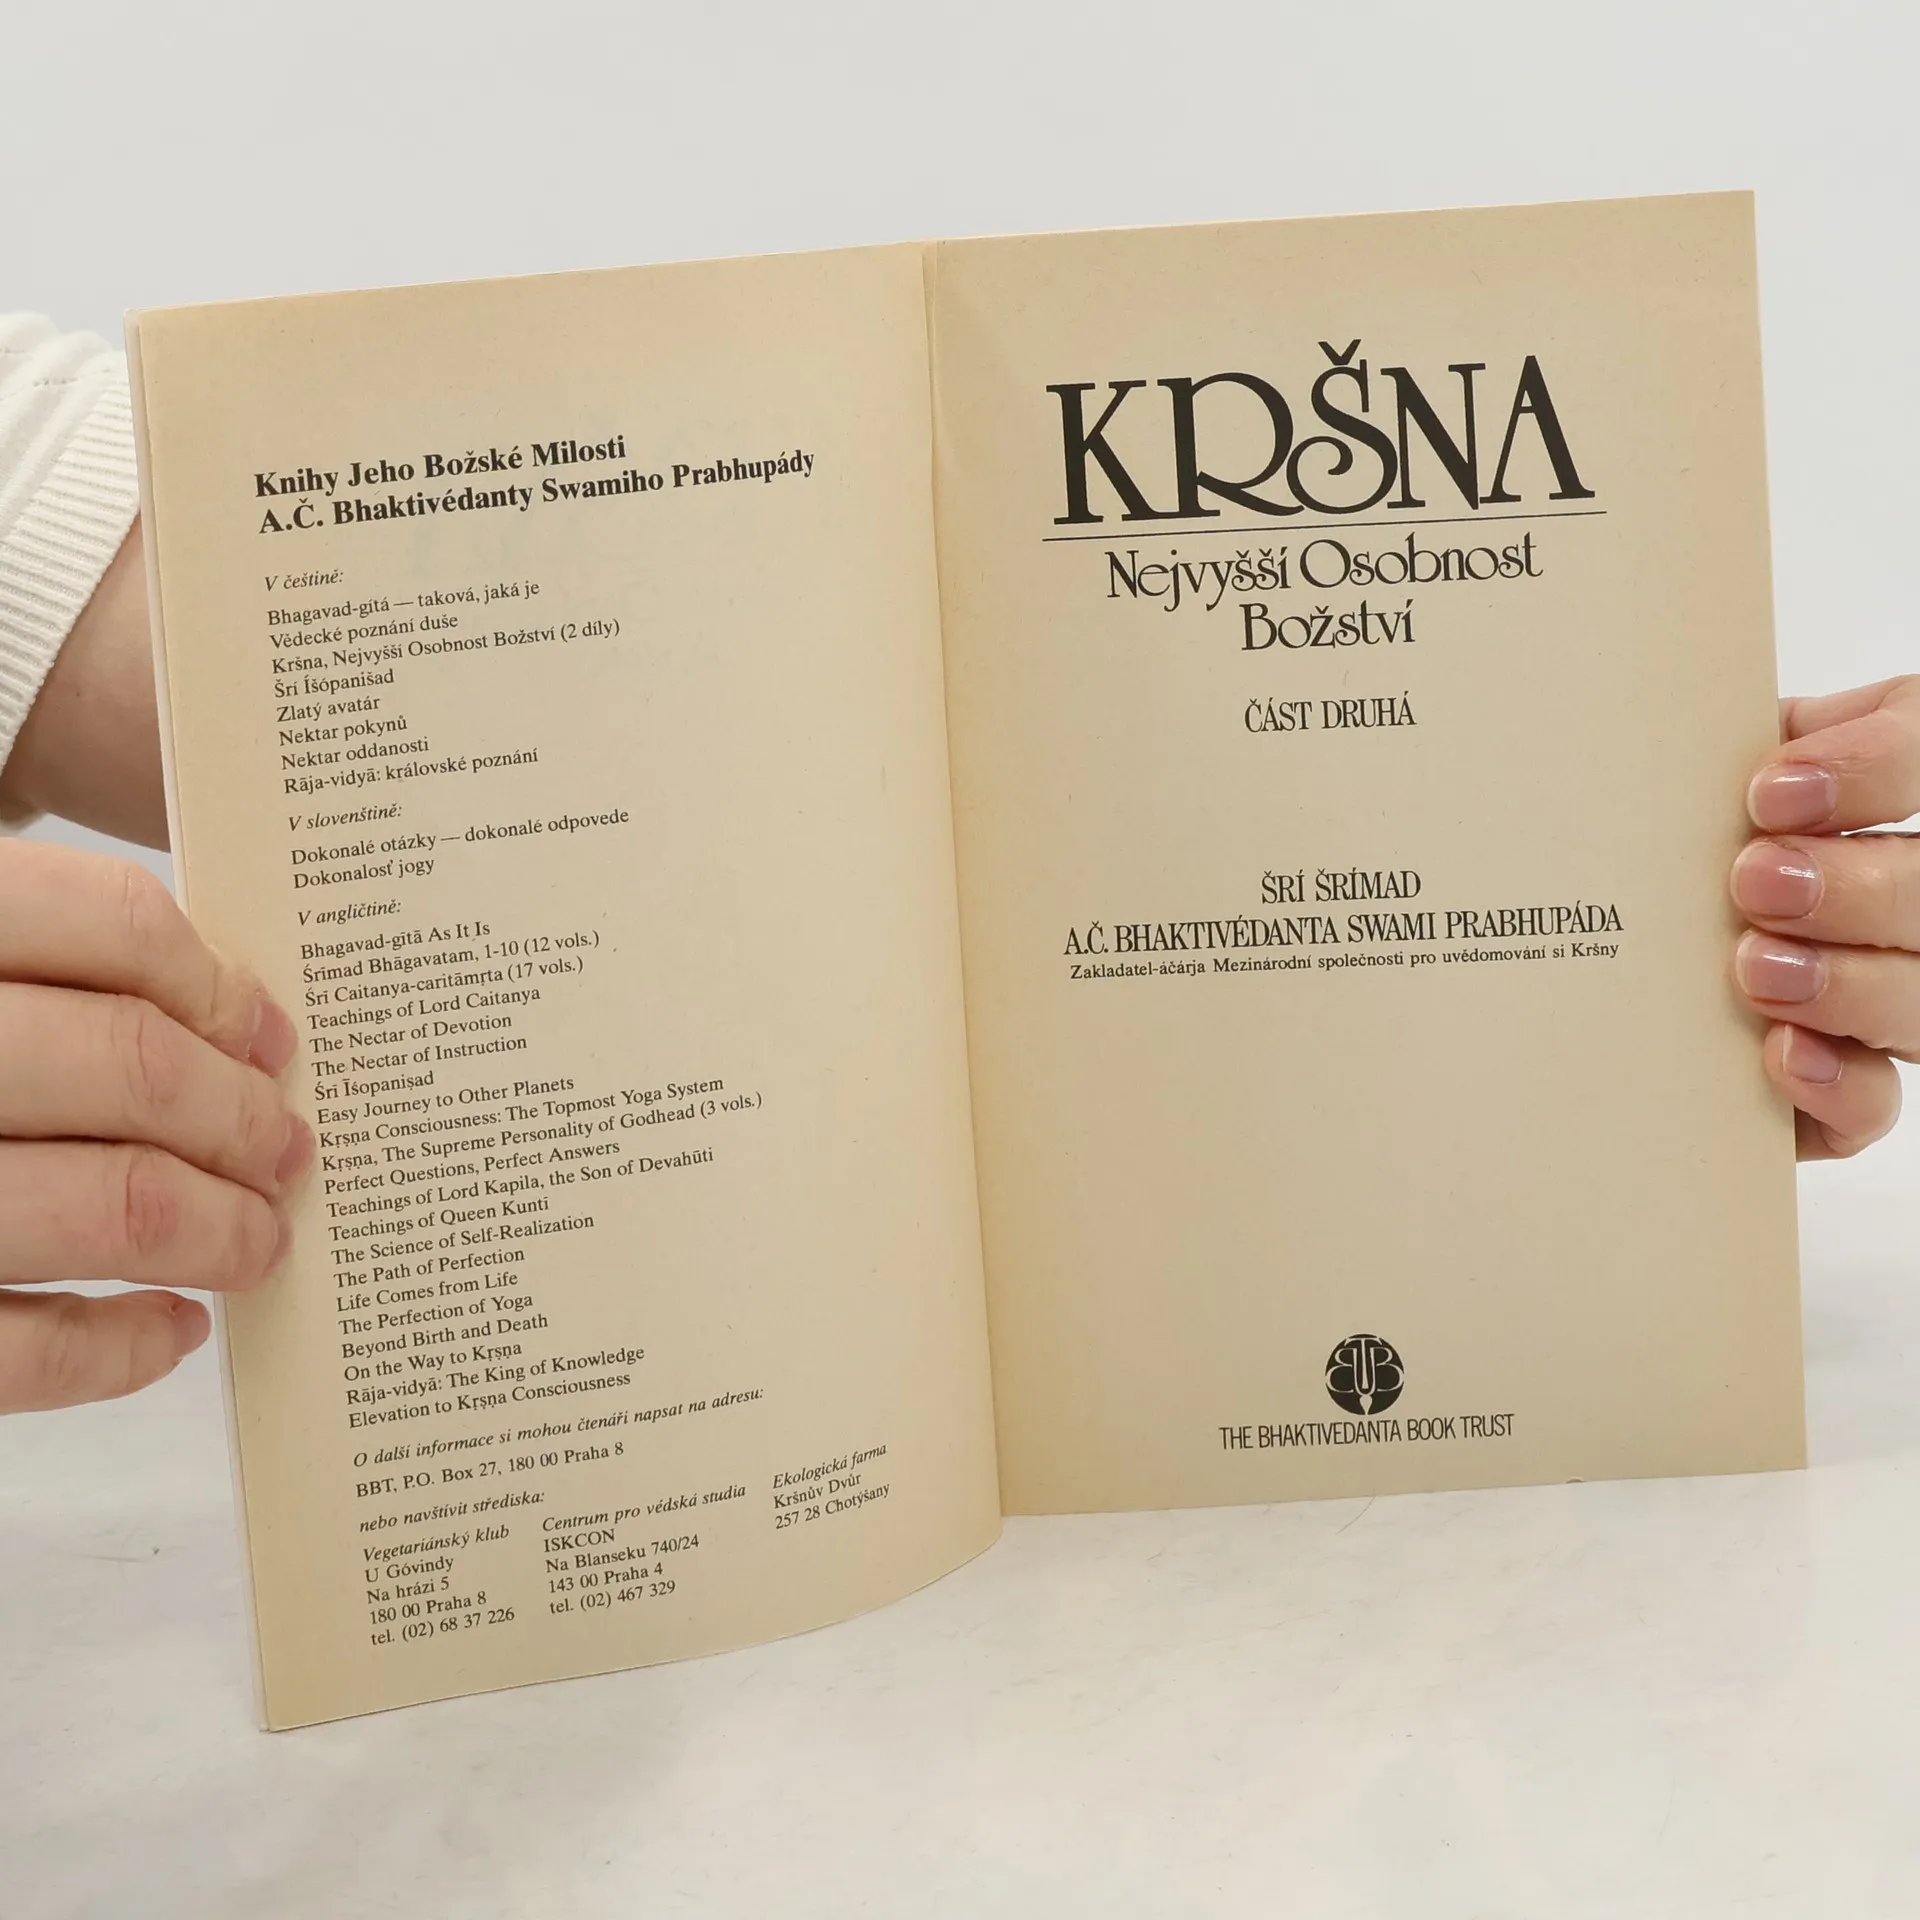 Knihy Jeho Božské Milosti
A.Č. Bhaktivédanty Swamiho Prabhupády
V češtině:
Bhagavad-gítá — taková, jaká je
Vědecké poznání duše
Kršna, Nejvyšší Osobnost Božství (2 díly)
Šrí Íšópanišad
Zlatý avatár
Nektar pokynů
Nektar oddanosti
Rāja-vidyā: královské poznání
V slovenštině:
Dokonalé otázky — dokonalé odpovede
Dokonalosť jogy
V angličtině:
Bhagavad-gītā As It Is
Śrīmad Bhāgavatam, 1-10 (12 vols.)
Śrī Caitanya-caritāmṛta (17 vols.)
Teachings of Lord Caitanya
The Nectar of Devotion
The Nectar of Instruction
Śrī Īśopaniṣad
Easy Journey to Other Planets
Kṛṣṇa Consciousness: The Topmost Yoga System
Kṛṣṇa, The Supreme Personality of Godhead (3 vols.)
Perfect Questions, Perfect Answers
Teachings of Lord Kapila, the Son of Devahūti
Teachings of Queen Kuntī
The Science of Self-Realization
The Path of Perfection
Life Comes from Life
The Perfection of Yoga
Beyond Birth and Death
On the Way to Kṛṣṇa
Rāja-vidyā: The King of Knowledge
Elevation to Kṛṣṇa Consciousness
O další informace si mohou čtenáři napsat na adresu:
BBT, P.O. Box 27, 180 00 Praha 8
nebo navštívit střediska:
Vegetariánský klub
U Góvindy
Na hrázi 5
180 00 Praha 8
tel. (02) 68 37 226
Centrum pro védská studia
ISKCON
Na Blanseku 740/24
143 00 Praha 4
tel. (02) 467 329
Ekologická farma
Kršnův Dvůr
257 28 Chotýšany
KRŠNA
Nejvyšší Osobnost
Božství
ČÁST DRUHÁ
ŠRÍ ŠRÍMAD
A.Č. BHAKTIVÉDANTA SWAMI PRABHUPÁDA
Zakladatel-áčárja Mezinárodní společnosti pro uvědomování si Kršny
BTB
THE BHAKTIVEDANTA BOOK TRUST